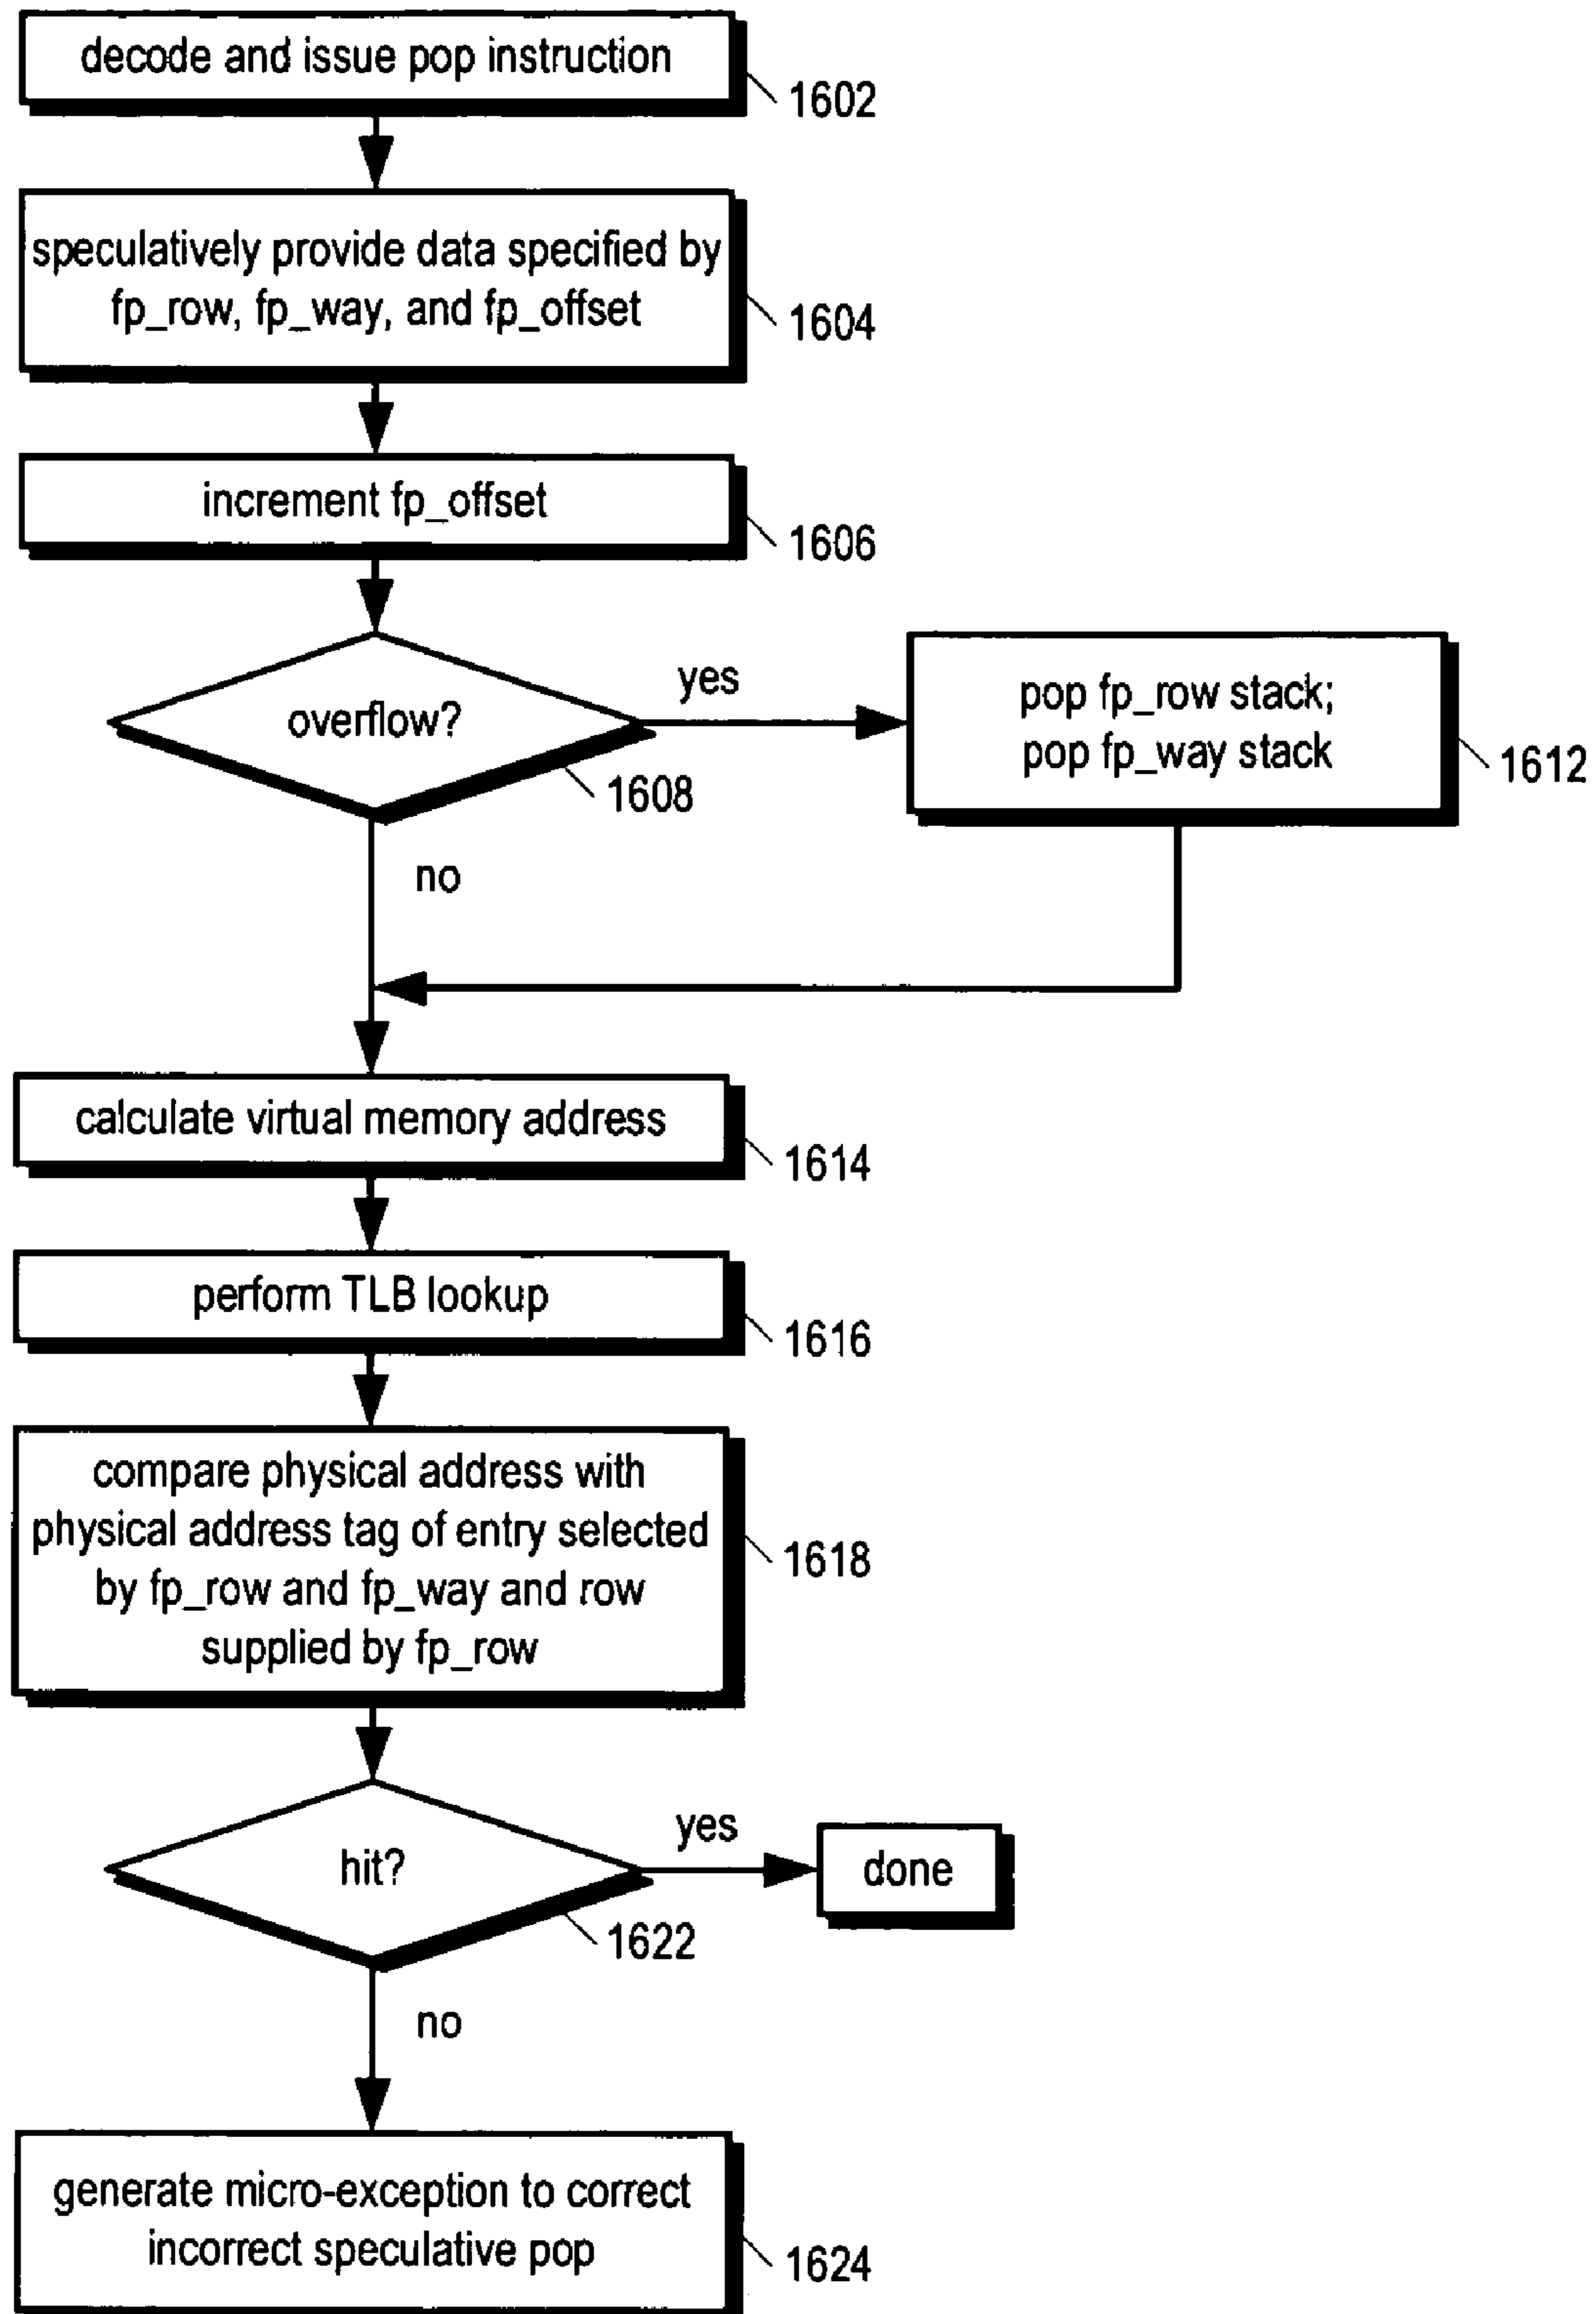 decode and issue pop instruction
1602
speculatively provide data specified by
fp_row, fp_way, and fp_offset
1604
increment fp_offset
1606
overflow?
1608
yes
pop fp_row stack;
pop fp_way stack
1612
no
calculate virtual memory address
1614
perform TLB lookup
1616
compare physical address with
physical address tag of entry selected
by fp_row and fp_way and row
supplied by fp_row
1618
hit?
1622
yes
done
no
generate micro-exception to correct
incorrect speculative pop
1624